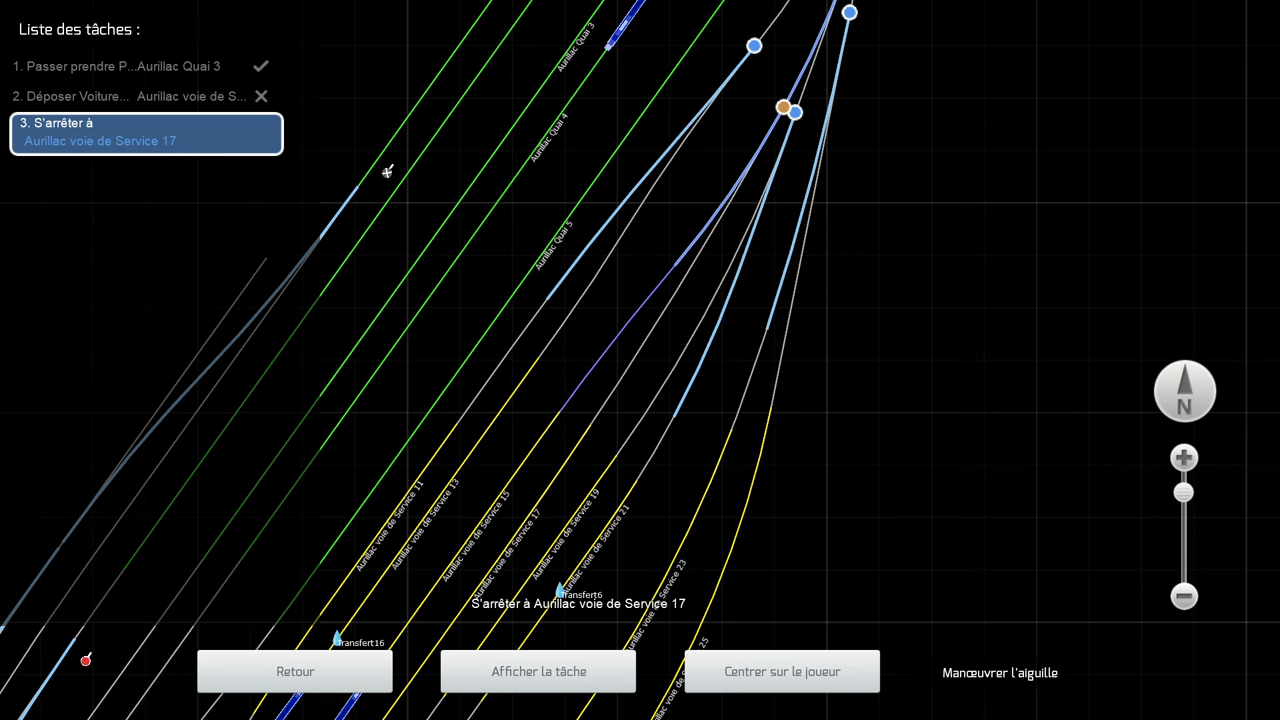 Liste des tâches :
1. Passer prendre P...Aurillac Quai 3
2. Déposer Voiture... Aurillac voie de S...
3. S'arrêter à
Aurillac voie de Service 17
Aurillac Quai 3
Aurillac Quai 4
Aurillac Quai 5
Aurillac voie de Service 11
Aurillac voie de Service 13
Aurillac voie de Service 15
Aurillac voie de Service 17
Aurillac voie de Service 19
Aurillac voie de Service 21
Aurillac voie de Service 23
25
Transfert6
S'arrêter à Aurillac voie de Service 17
Transfert16
N
Retour
Afficher la tâche
Centrer sur le joueur
Manœuvrer l'aiguille